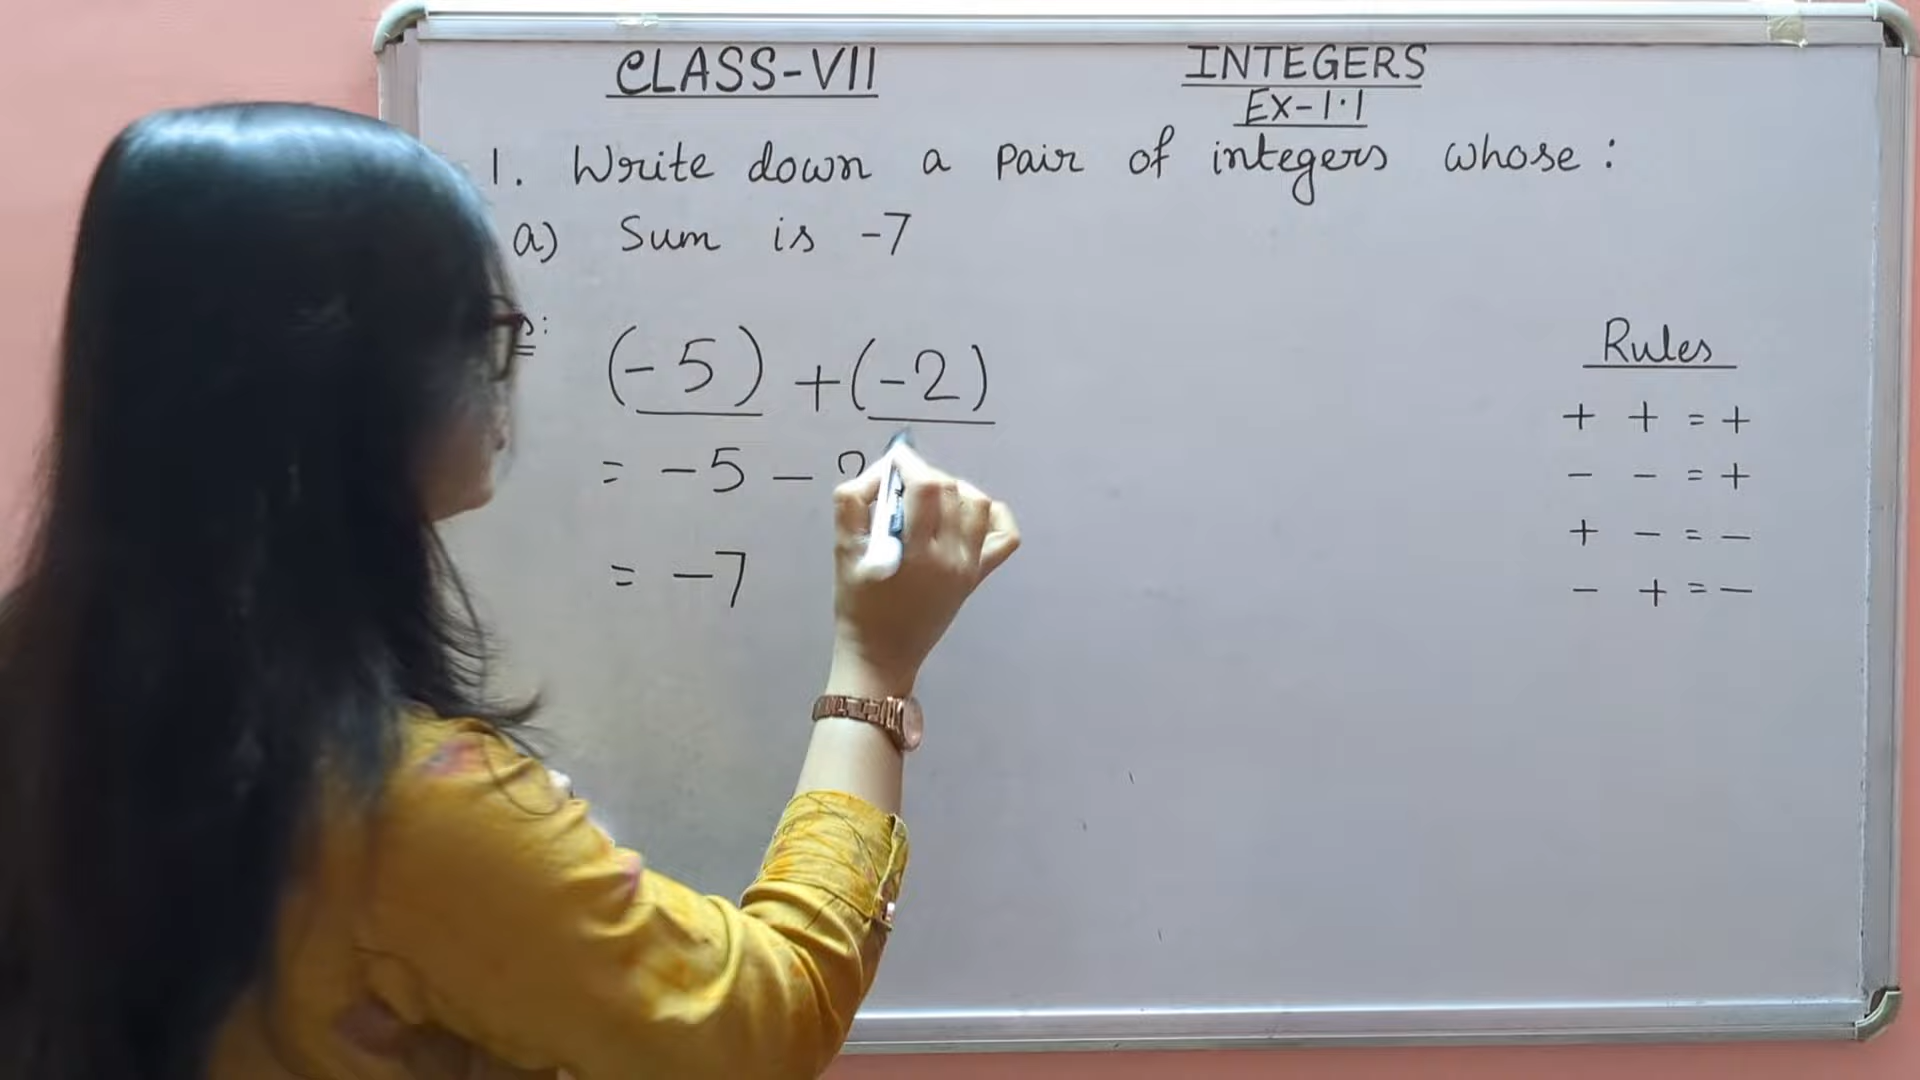 CLASS-VII
INTEGERS
Ex-1.1
1. Write down a pair of integers whose :
a) Sum is -7
(-5) + (-2)
= -5 - 2
= -7
Rules
+ + = +
- - = +
+ - = -
- + = -